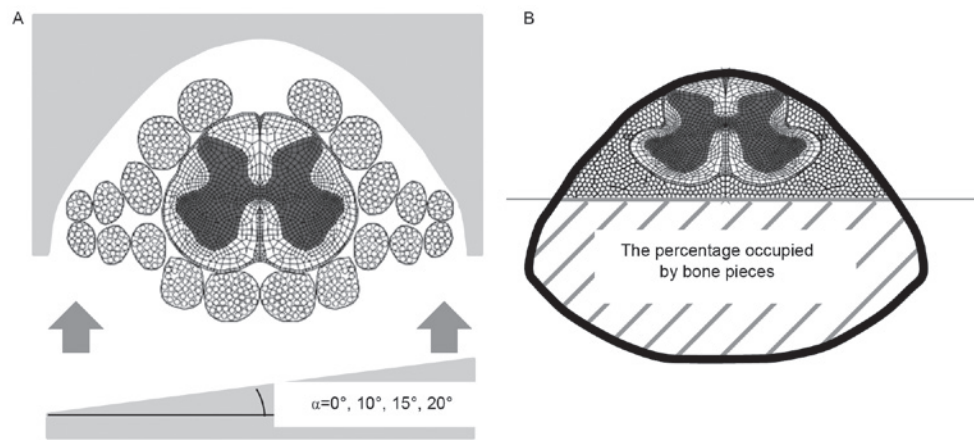 A
B
The percentage occupied
by bone pieces
α=0°, 10°, 15°, 20°